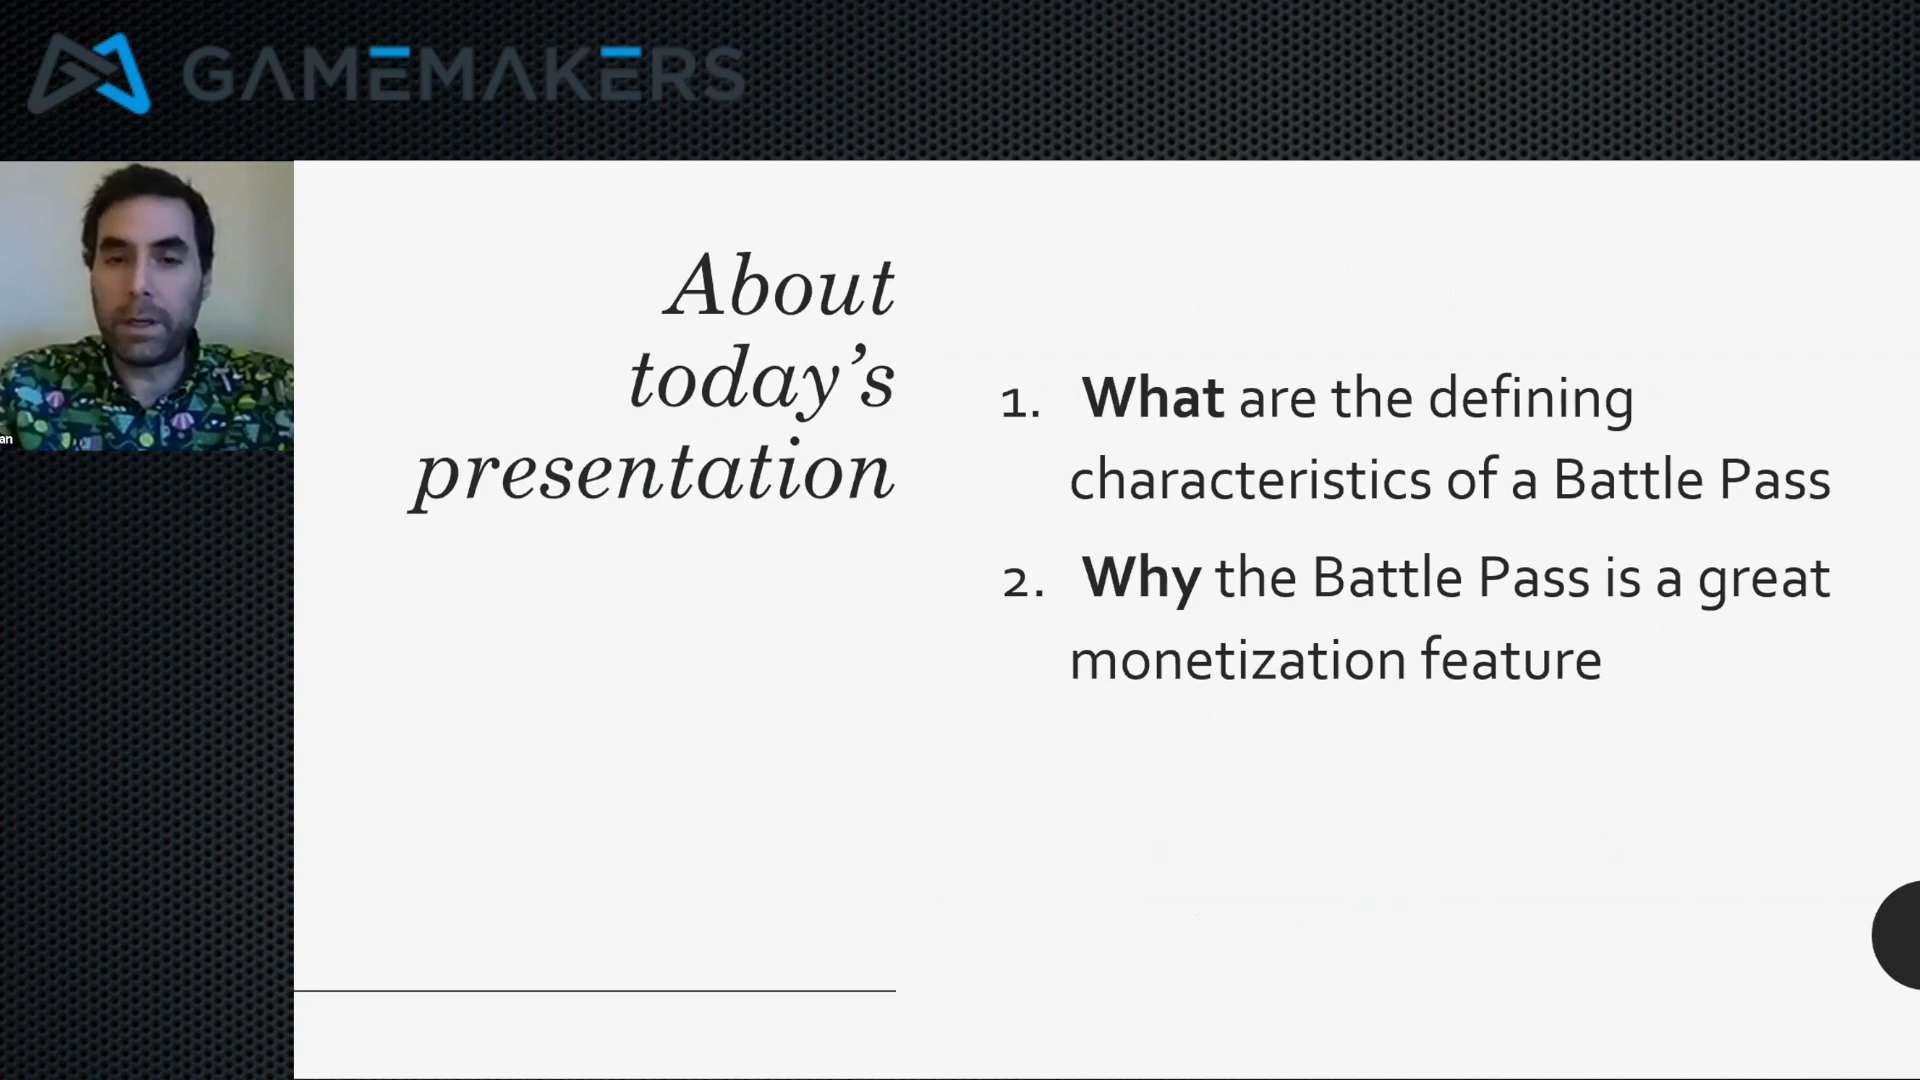 GAMEMAKERS
an
About
today’s
presentation
1. What are the defining
characteristics of a Battle Pass
2. Why the Battle Pass is a great
monetization feature